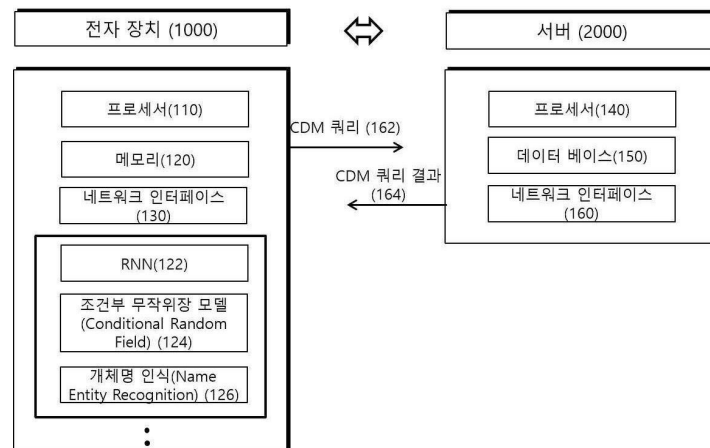 전자 장치 (1000)
서버 (2000)
프로세서(110)
메모리(120)
네트워크 인터페이스
(130)
RNN(122)
조건부 무작위장 모델
(Conditional Random
Field) (124)
개체명 인식(Name
Entity Recognition) (126)
CDM 쿼리 (162)
CDM 쿼리 결과
(164)
프로세서(140)
데이터 베이스(150)
네트워크 인터페이스
(160)